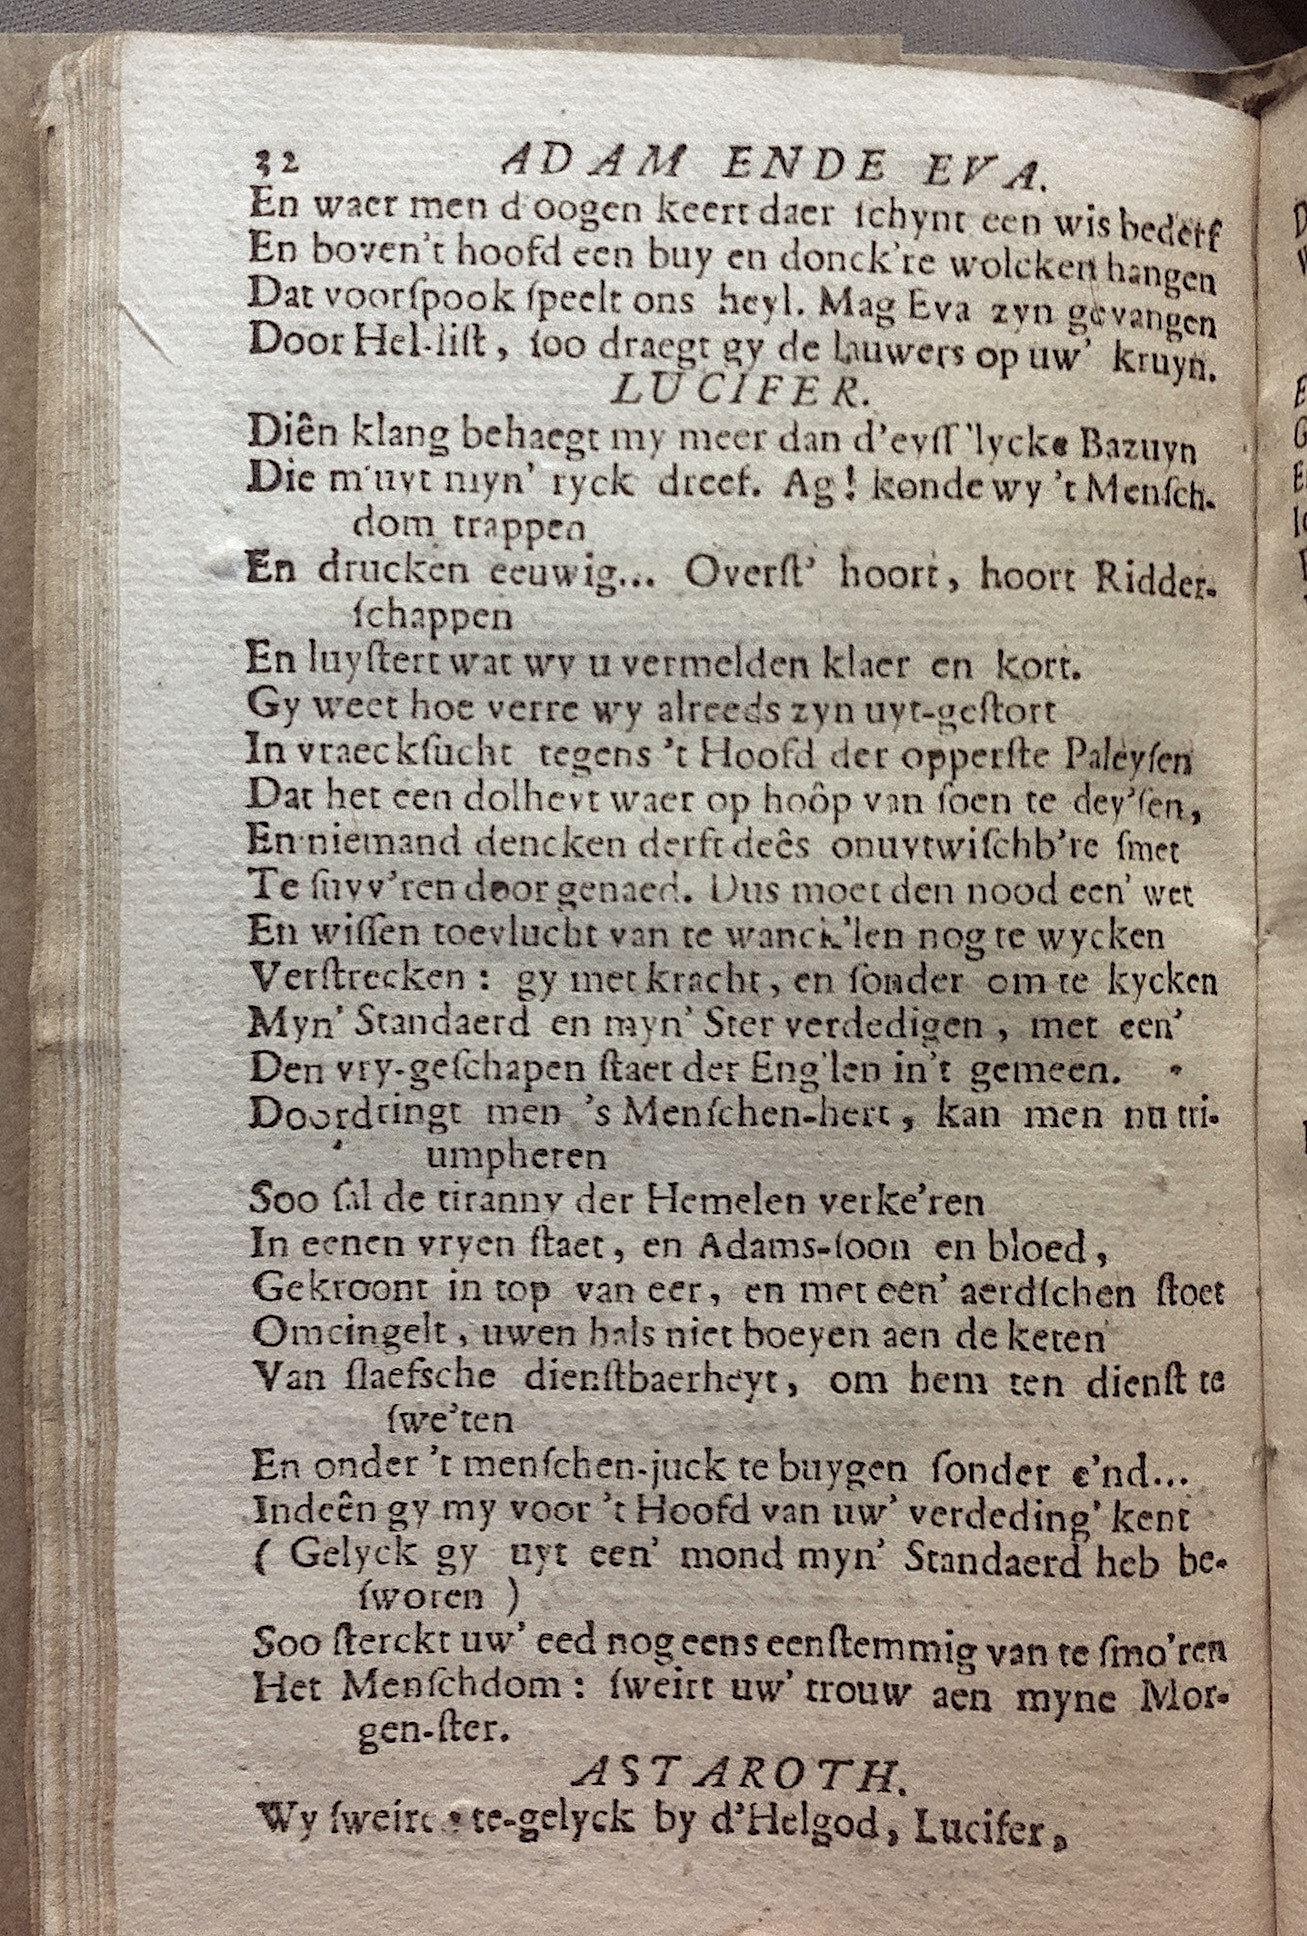 32 ADAM ENDE EVA.
En waer men d'oogen keert daer ſchynt een wis bederf
En boven't hoofd een buy en donck're wolcken hangen
Dat voorſpook ſpeelt ons heyl. Mag Eva zyn gevangen
Door Hel-liſt, ſoo draegt gy de lauwers op uw' kruyn.
LUCIFER.
Diên klang behaegt my meer dan d'eyſſ'lycke Bazuyn
Die m'uyt myn' ryck dreef. Ag! konde wy 't Menſch-
dom trappen
En drucken eeuwig... Overſt' hoort, hoort Ridder-
ſchappen
En luyſtert wat wy u vermelden klaer en kort.
Gy weet hoe verre wy alreeds zyn uyt-geſtort
In vraeckſucht tegens 't Hoofd der opperſte Paleyſen
Dat het een dolheyt waer op hoôp van ſoen te dey'ſen,
En niemand dencken derft deês onuytwiſchb're ſmet
Te ſuyv'ren door genaed. Dus moet den nood een' wet
En wiſſen toevlucht van te wanck'len nog te wycken
Verſtrecken: gy met kracht, en ſonder om te kycken
Myn' Standaerd en myn' Ster verdedigen, met een'
Den vry-geſchapen ſtaet der Eng'len in't gemeen.
Doordringt men 's Menſchen-hert, kan men nu tri-
umpheren
Soo ſal de tiranny der Hemelen verke'ren
In eenen vryen ſtaet, en Adams-ſoon en bloed,
Gekroont in top van eer, en met een' aerdſchen ſtoet
Omcingelt, uwen hals niet boeyen aen de keten
Van ſlaefsche dienſtbaerheyt, om hem ten dienſt te
ſwe'ten
En onder 't menſchen-juck te buygen ſonder e'nd...
Indeên gy my voor 't Hoofd van uw' verdeding' kent
( Gelyck gy uyt een' mond myn' Standaerd heb be-
ſworen )
Soo ſterckt uw' eed nog eens eenſtemmig van te ſmo'ren
Het Menſchdom: ſweirt uw' trouw aen myne Mor-
gen-ſter.
ASTAROTH.
Wy te-gelyck by d'Helgod, Lucifer,